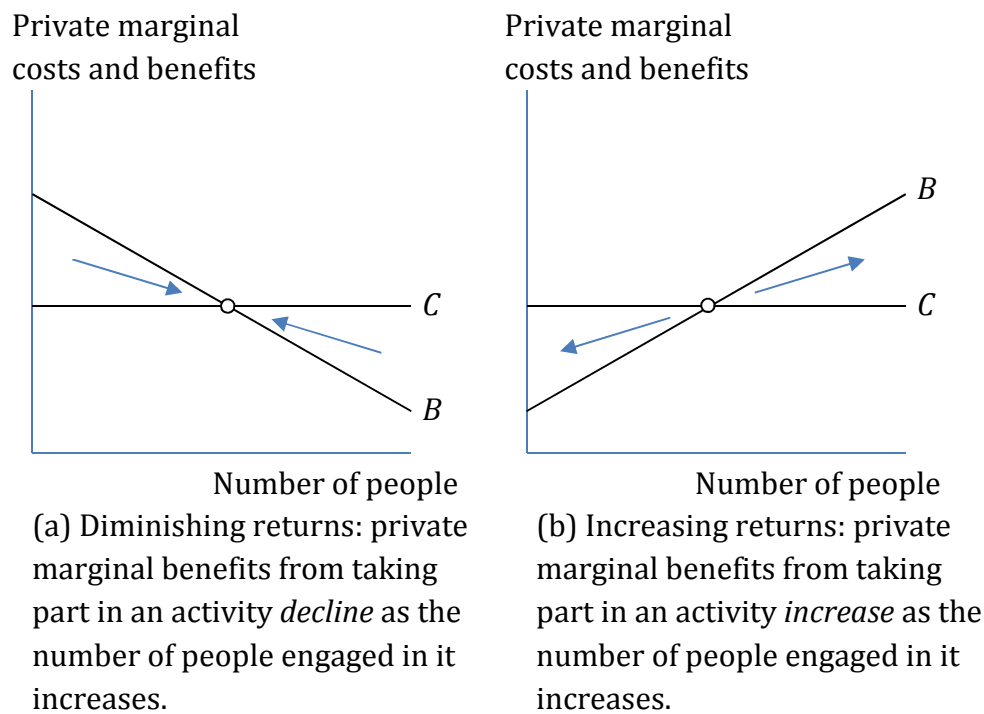 Private marginal
costs and benefits
C
B
Number of people
(a) Diminishing returns: private
marginal benefits from taking
part in an activity decline as the
number of people engaged in it
increases.
Private marginal
costs and benefits
B
C
Number of people
(b) Increasing returns: private
marginal benefits from taking
part in an activity increase as the
number of people engaged in it
increases.